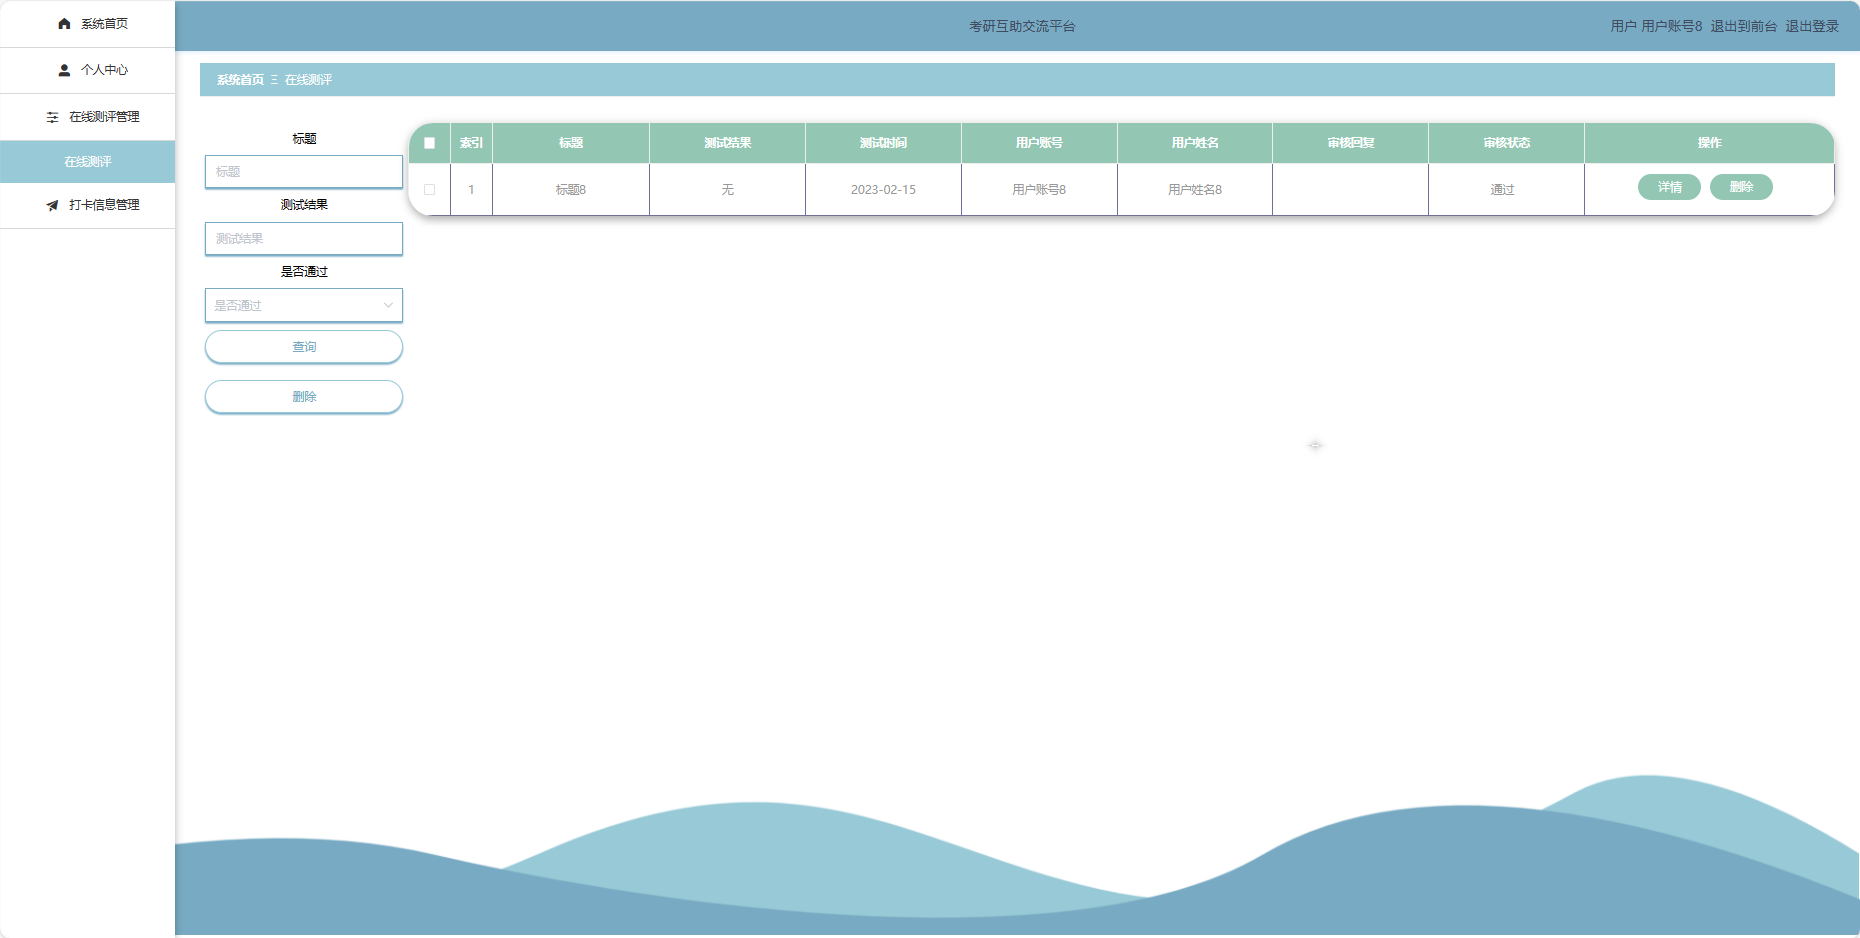 系统首页
个人中心
在线测评管理
在线测评
打卡信息管理
考研互助交流平台
用户 用户账号8 退出到前台 退出登录
系统首页 Ξ 在线测评
标题
标题
测试结果
测试结果
是否通过
是否通过
查询
删除
索引 标题 测试结果 测试时间 用户账号 用户姓名 审核回复 审核状态 操作
1 标题8 无 2023-02-15 用户账号8 用户姓名8 通过 详情 删除